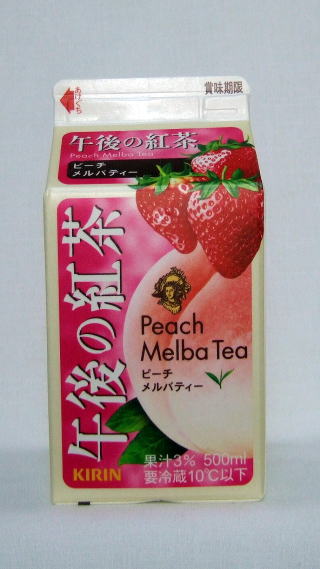 あけくち
賞味期限
午後の紅茶
Peach Melba Tea
ピーチ
メルバティー
午後の紅茶
Peach
Melba Tea
ピーチ
メルバティー
果汁3% 500ml
要冷蔵10℃以下
KIRIN